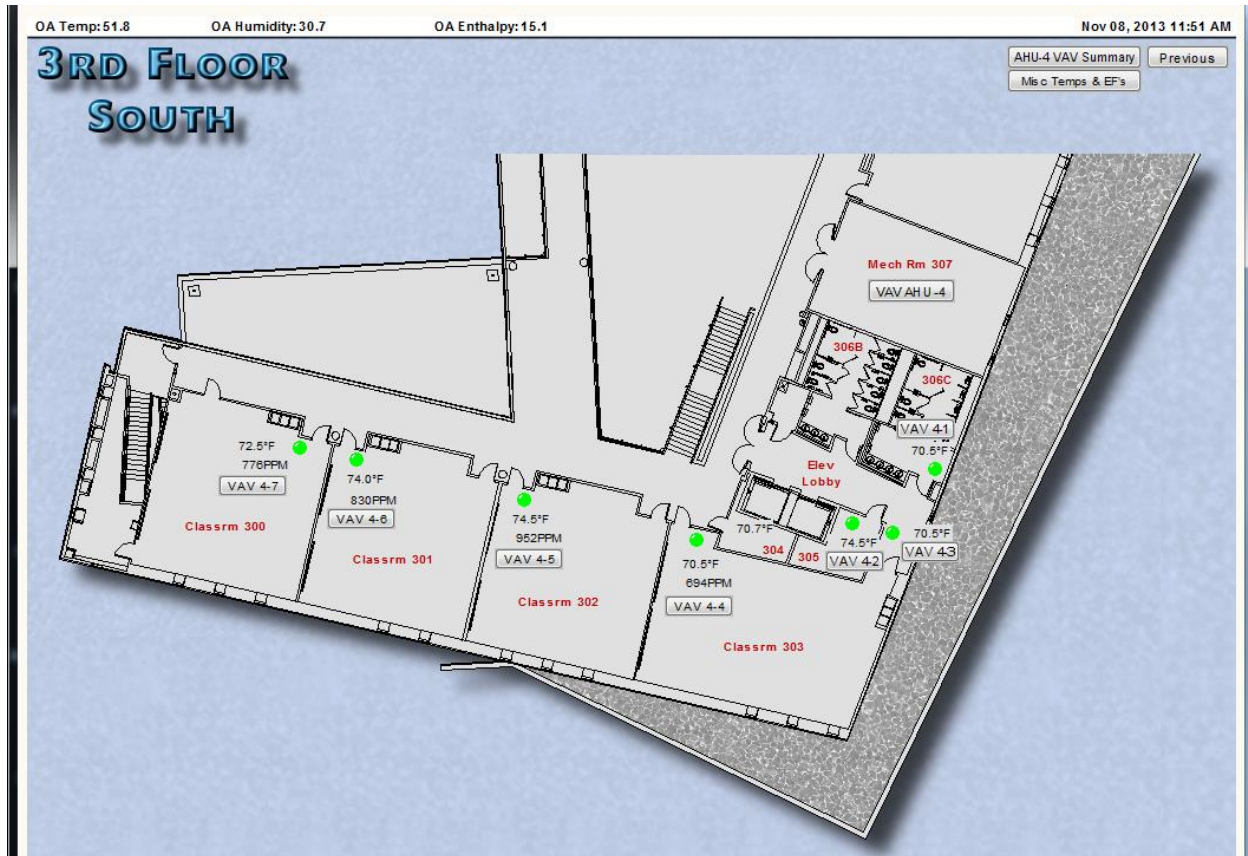 OA Temp: 51.8 OA Humidity: 30.7 OA Enthalpy: 15.1 Nov 08, 2013 11:51 AM
3RD FLOOR
SOUTH
AHU-4 VAV Summary Previous
Misc Temps & EF's
Mech Rm 307
VAV AHU-4
306B
306C
VAV 4-1
70.5°F
Elev
Lobby
72.5°F
776PPM
VAV 4-7
Classrm 300
74.0°F
830PPM
VAV 4-6
Classrm 301
74.5°F
952PPM
VAV 4-5
Classrm 302
70.5°F
694PPM
VAV 4-4
Classrm 303
70.7°F
304
305
74.5°F
VAV 4-2
70.5°F
VAV 4-3